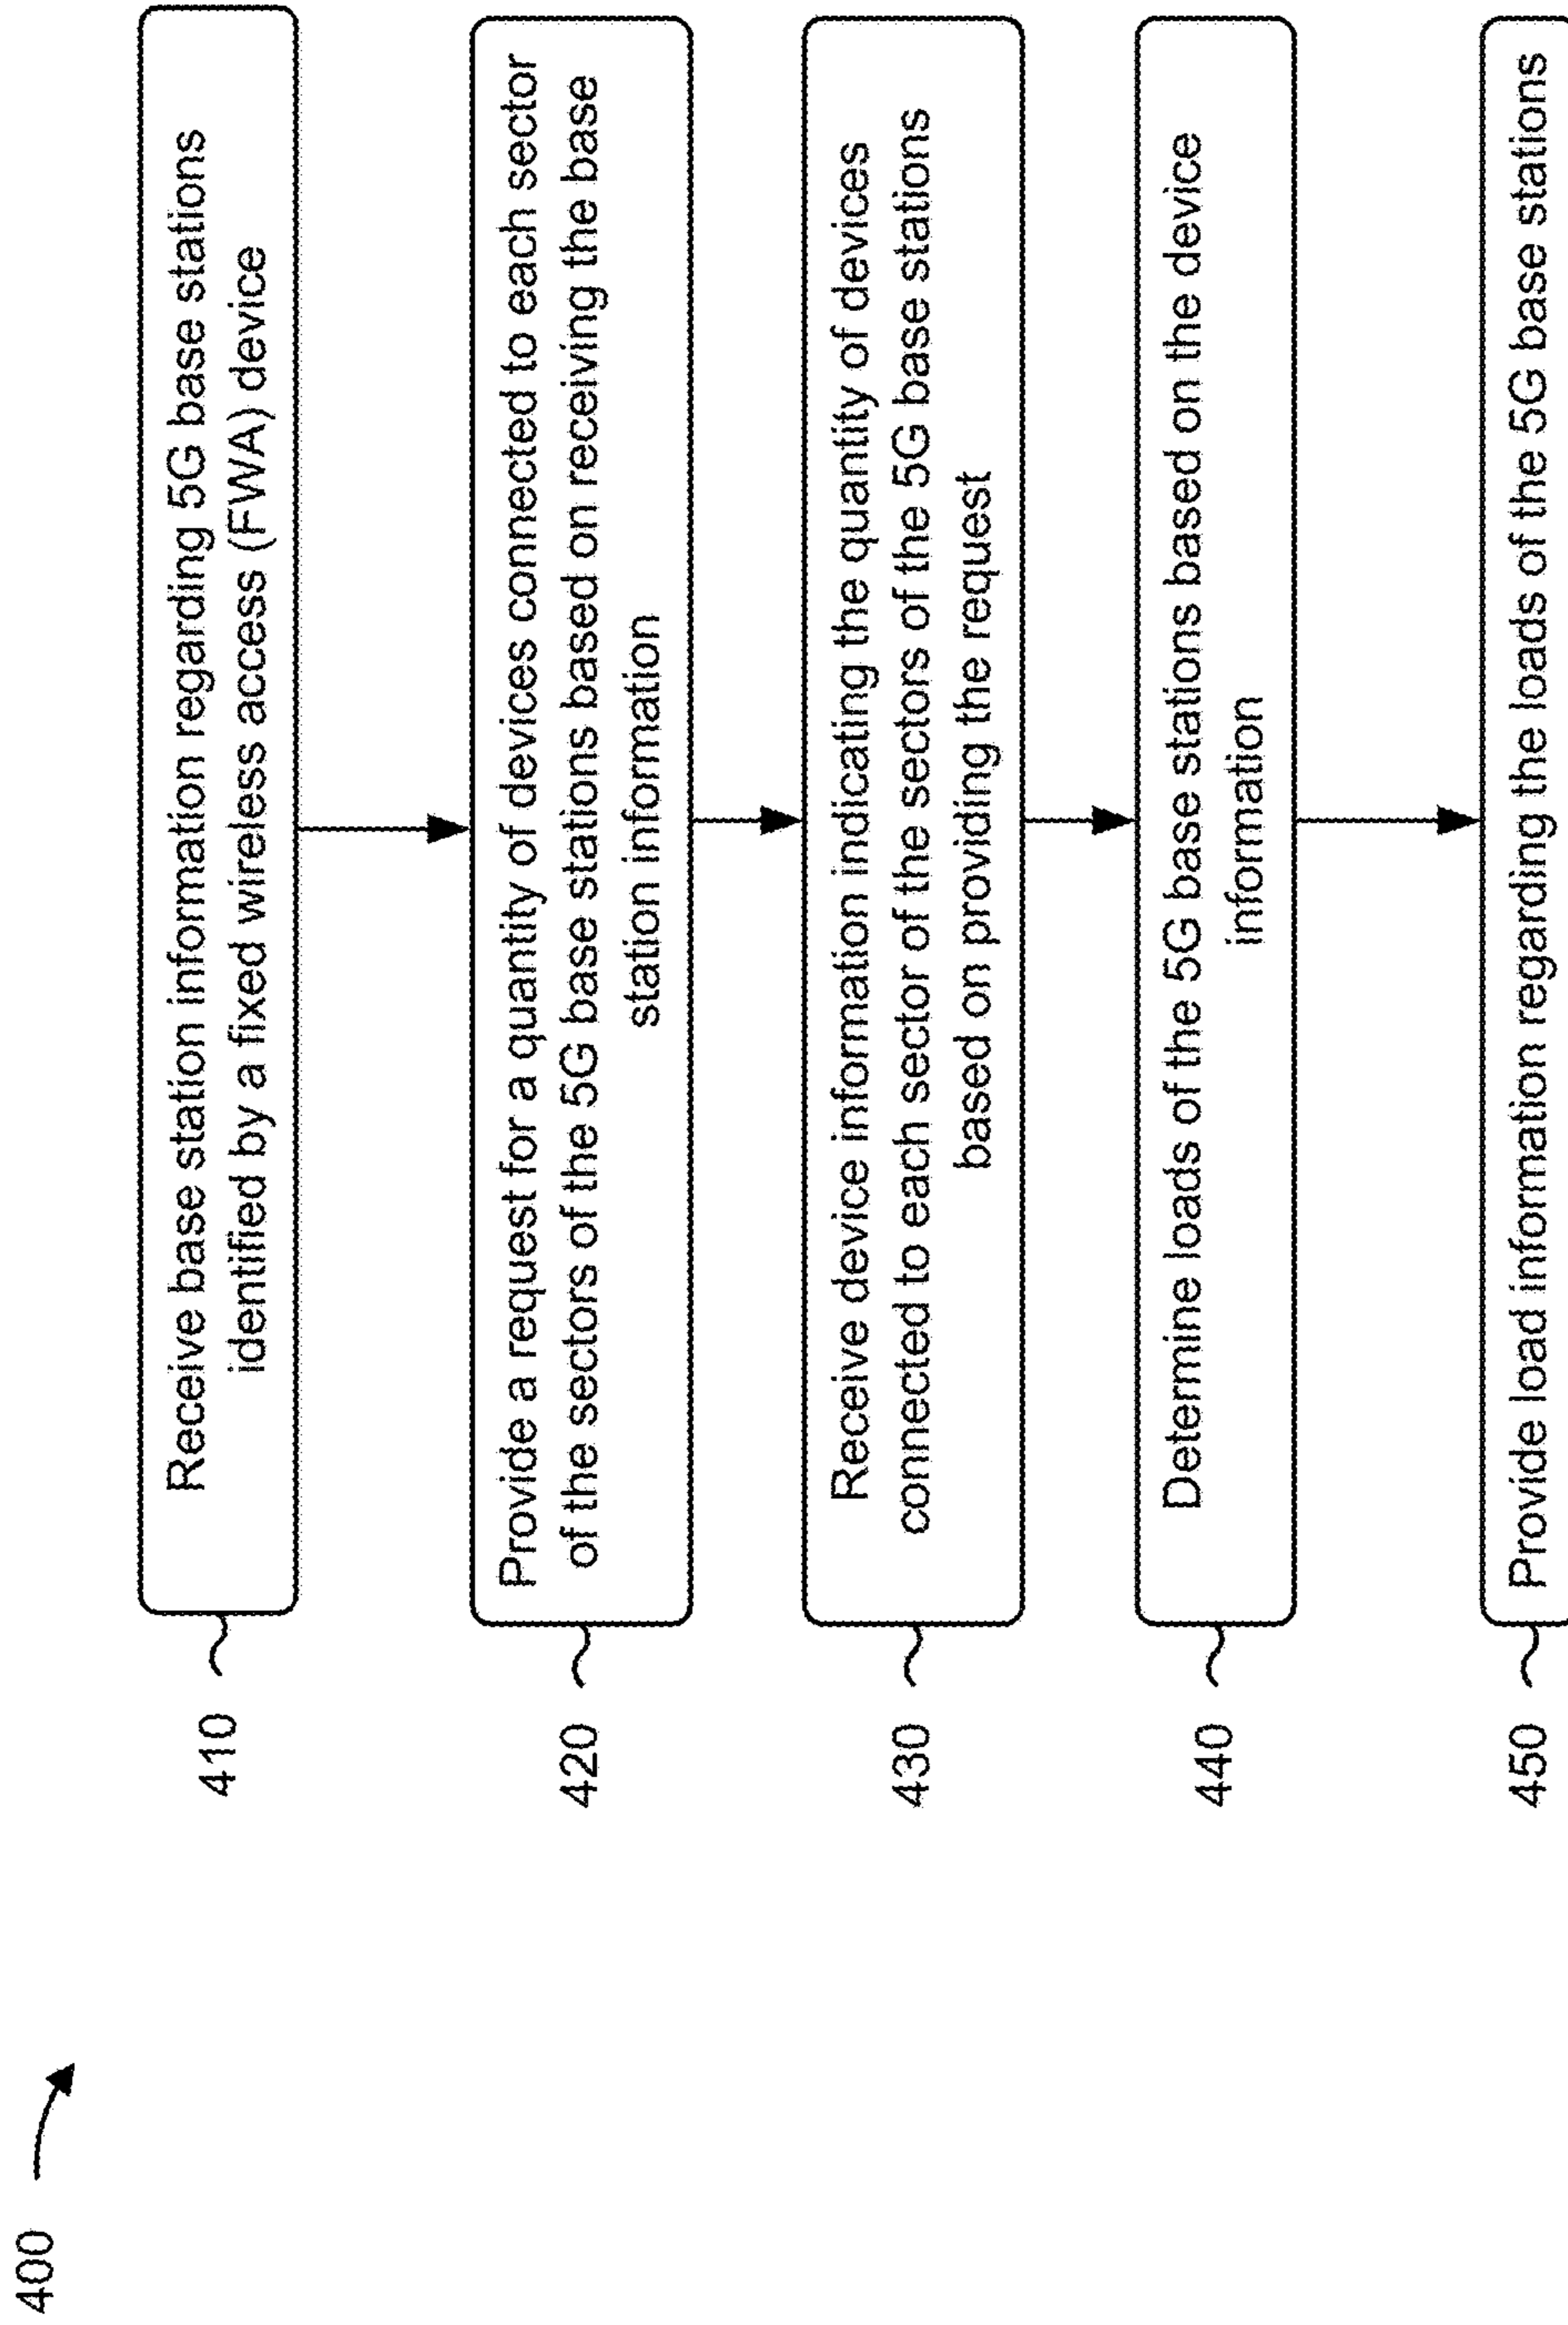 400
410
Receive base station information regarding 5G base stations
identified by a fixed wireless access (FWA) device
420
Provide a request for a quantity of devices connected to each sector
of the sectors of the 5G base stations based on receiving the base
station information
430
Receive device information indicating the quantity of devices
connected to each sector of the sectors of the 5G base stations
based on providing the request
440
Determine loads of the 5G base stations based on the device
information
450
Provide load information regarding the loads of the 5G base stations